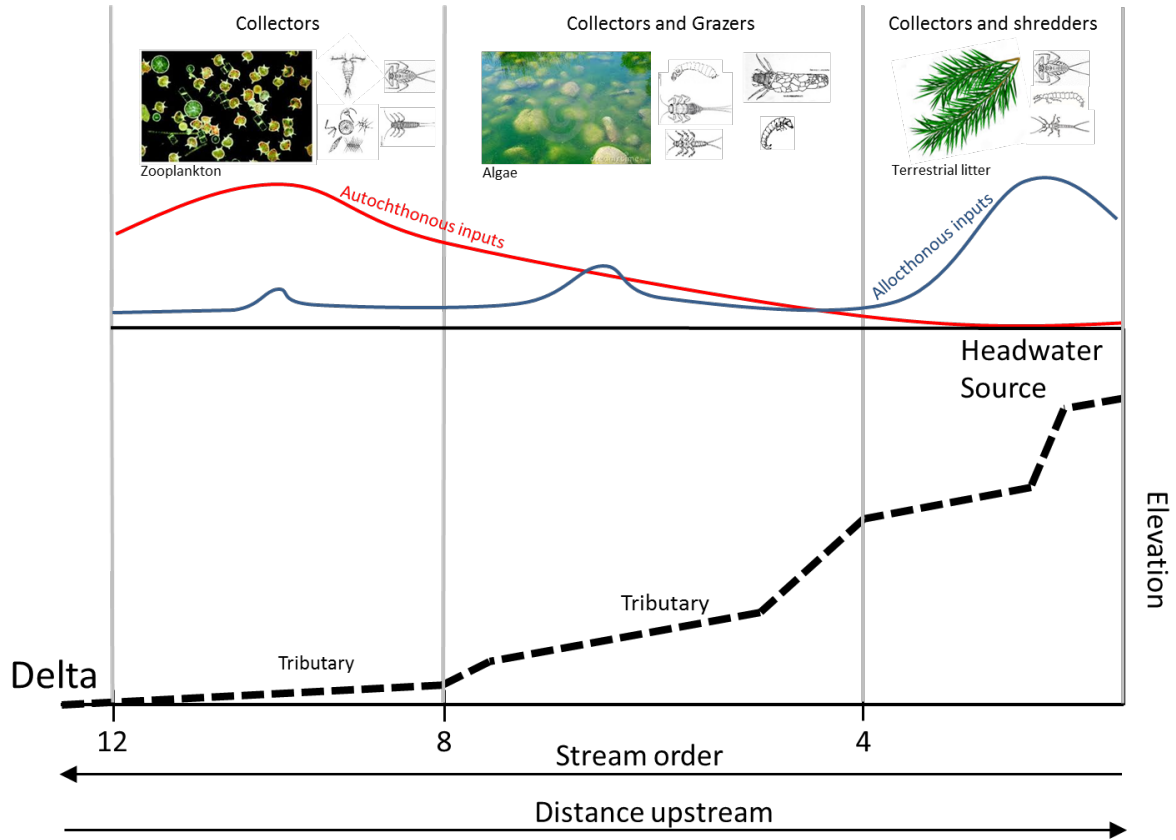 Collectors
Collectors and Grazers
Collectors and shredders
Zooplankton
Algae
Terrestrial litter
Autochthonous inputs
Allocthonous inputs
Headwater
Source
Elevation
Tributary
Tributary
Delta
12
8
4
Stream order
Distance upstream